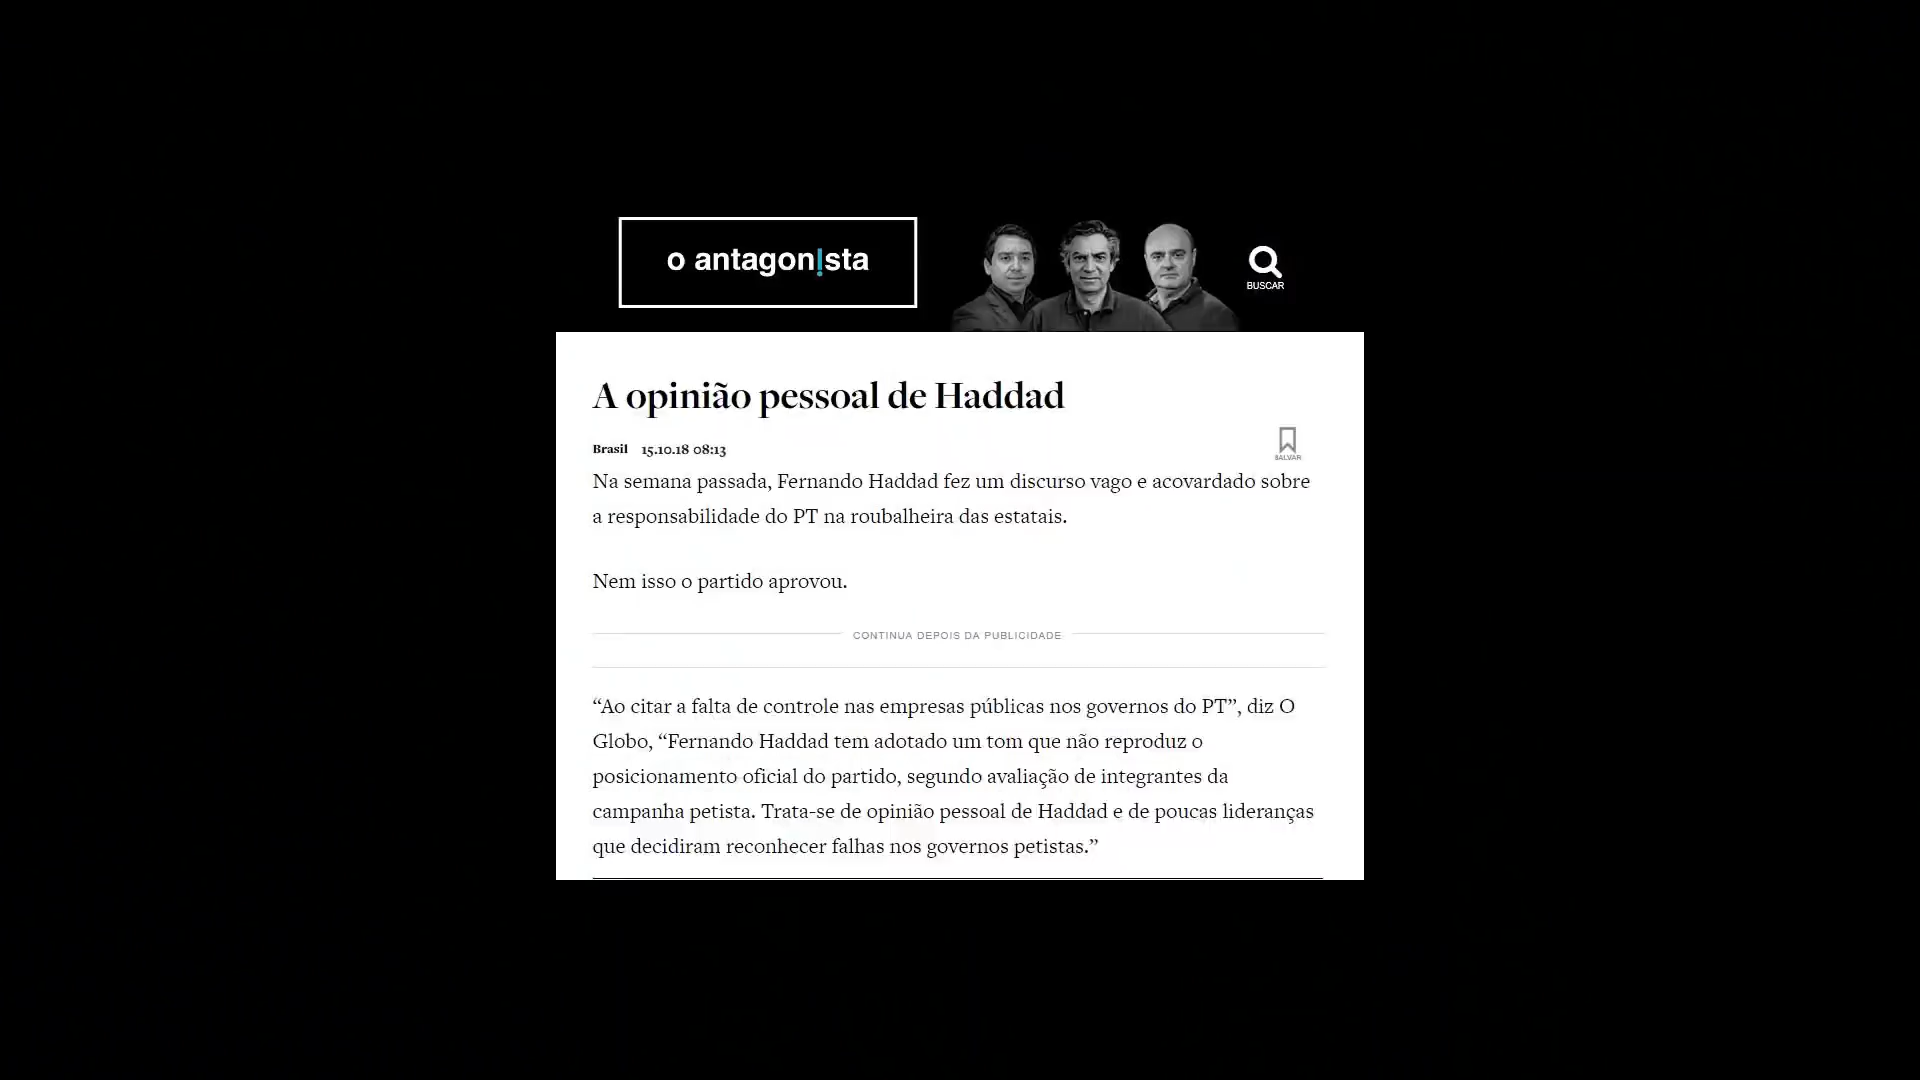 o antagon!sta
BUSCAR
A opinião pessoal de Haddad
Brasil 15.10.18 08:13
SALVAR
Na semana passada, Fernando Haddad fez um discurso vago e acovardado sobre
a responsabilidade do PT na roubalheira das estatais.
Nem isso o partido aprovou.
CONTINUA DEPOIS DA PUBLICIDADE
“Ao citar a falta de controle nas empresas públicas nos governos do PT”, diz O
Globo, “Fernando Haddad tem adotado um tom que não reproduz o
posicionamento oficial do partido, segundo avaliação de integrantes da
campanha petista. Trata-se de opinião pessoal de Haddad e de poucas lideranças
que decidiram reconhecer falhas nos governos petistas.”